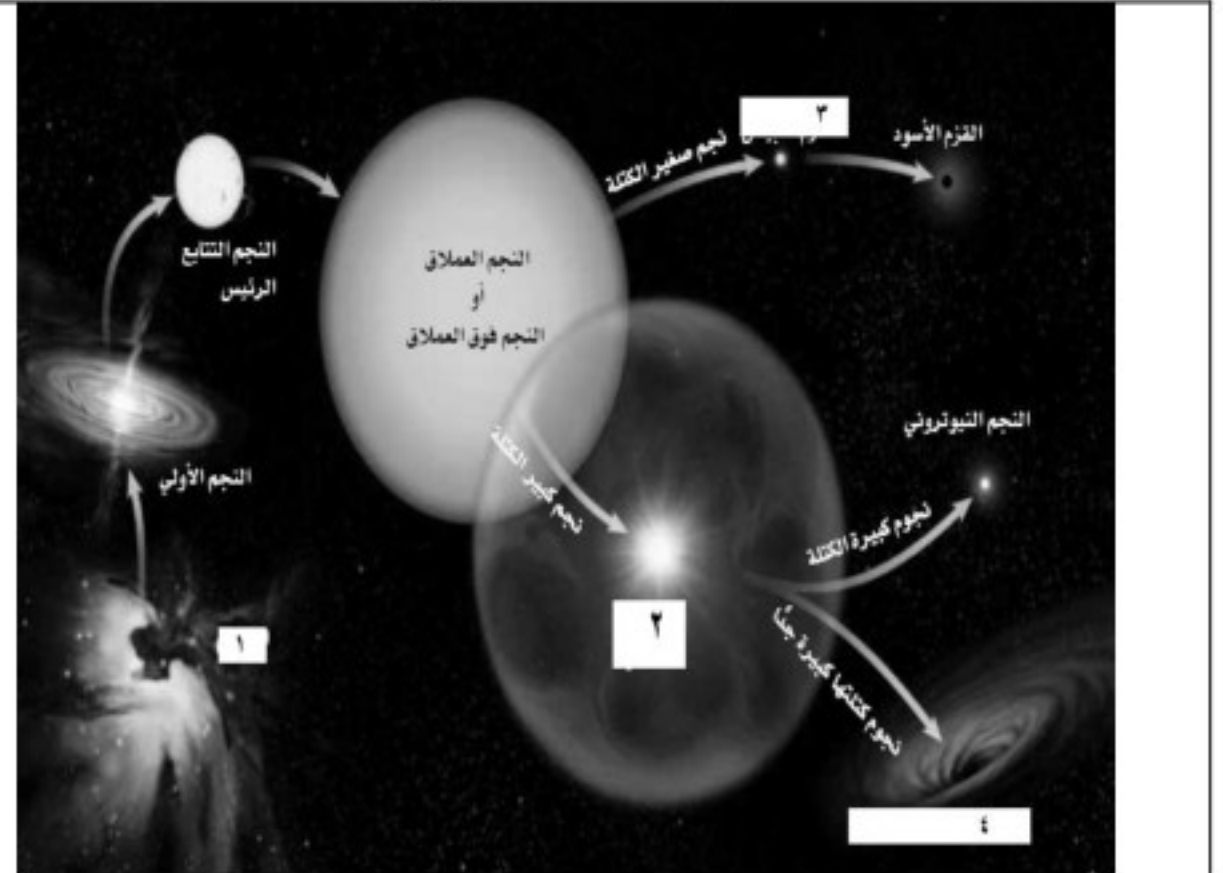 ٣
القزم الأسود
نجم صغير الكتلة
النجم التتابع
الرئيس
النجم العملاق
أو
النجم فوق العملاق
النجم النيوتروني
النجم الأولي
نجم كبير الكتلة
نجوم كبيرة الكتلة
نجوم كتلتها كبيرة جدًا
١
٢
٤